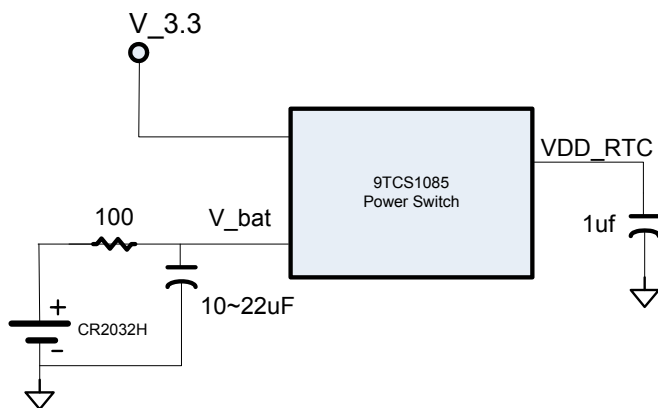 V_3.3
9TCS1085
Power Switch
VDD_RTC
1uf
100
V_bat
10~22uF
+
CR2032H
-